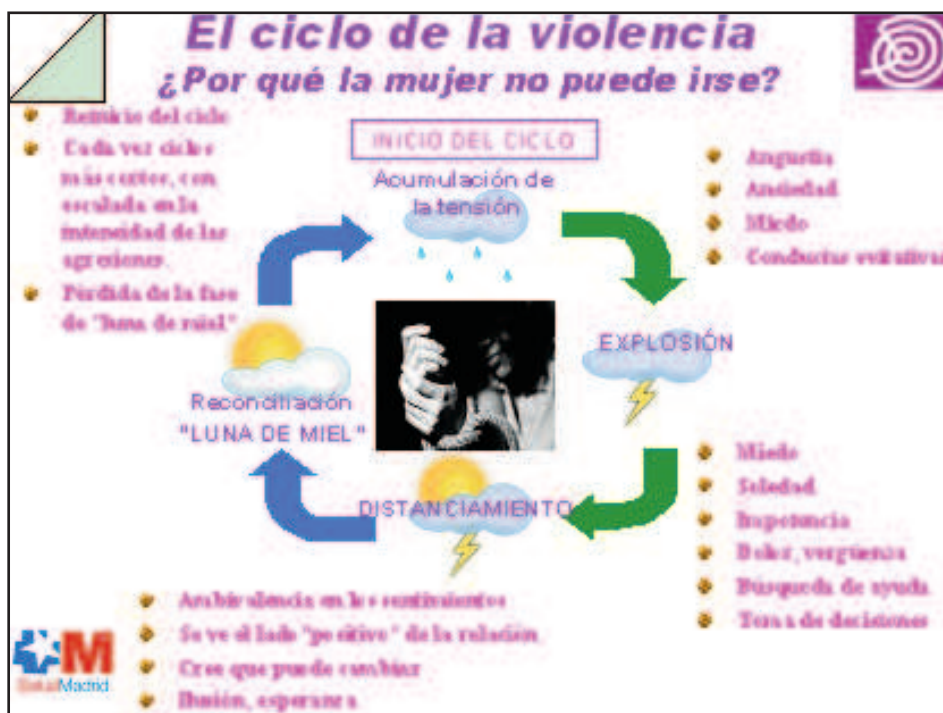 El ciclo de la violencia
¿Por qué la mujer no puede irse?
Reinicio del ciclo
Cada vez ciclos
más cortos, con
escalada en la
intensidad de las
agresiones.
Pérdida de la fase
de "luna de miel"
INICIO DEL CICLO
Acumulación de
la tensión
Angustia
Ansiedad
Miedo
Conductas evitativas
EXPLOSIÓN
Reconciliación
"LUNA DE MIEL"
DISTANCIAMIENTO
Miedo
Soledad
Impotencia
Dolor, vergüenza
Búsqueda de ayuda
Toma de decisiones
Ambivalencia en los sentimientos
Se ve el lado "positivo" de la relación
Cree que puede cambiar
Ilusión, esperanza
M
SaludMadrid